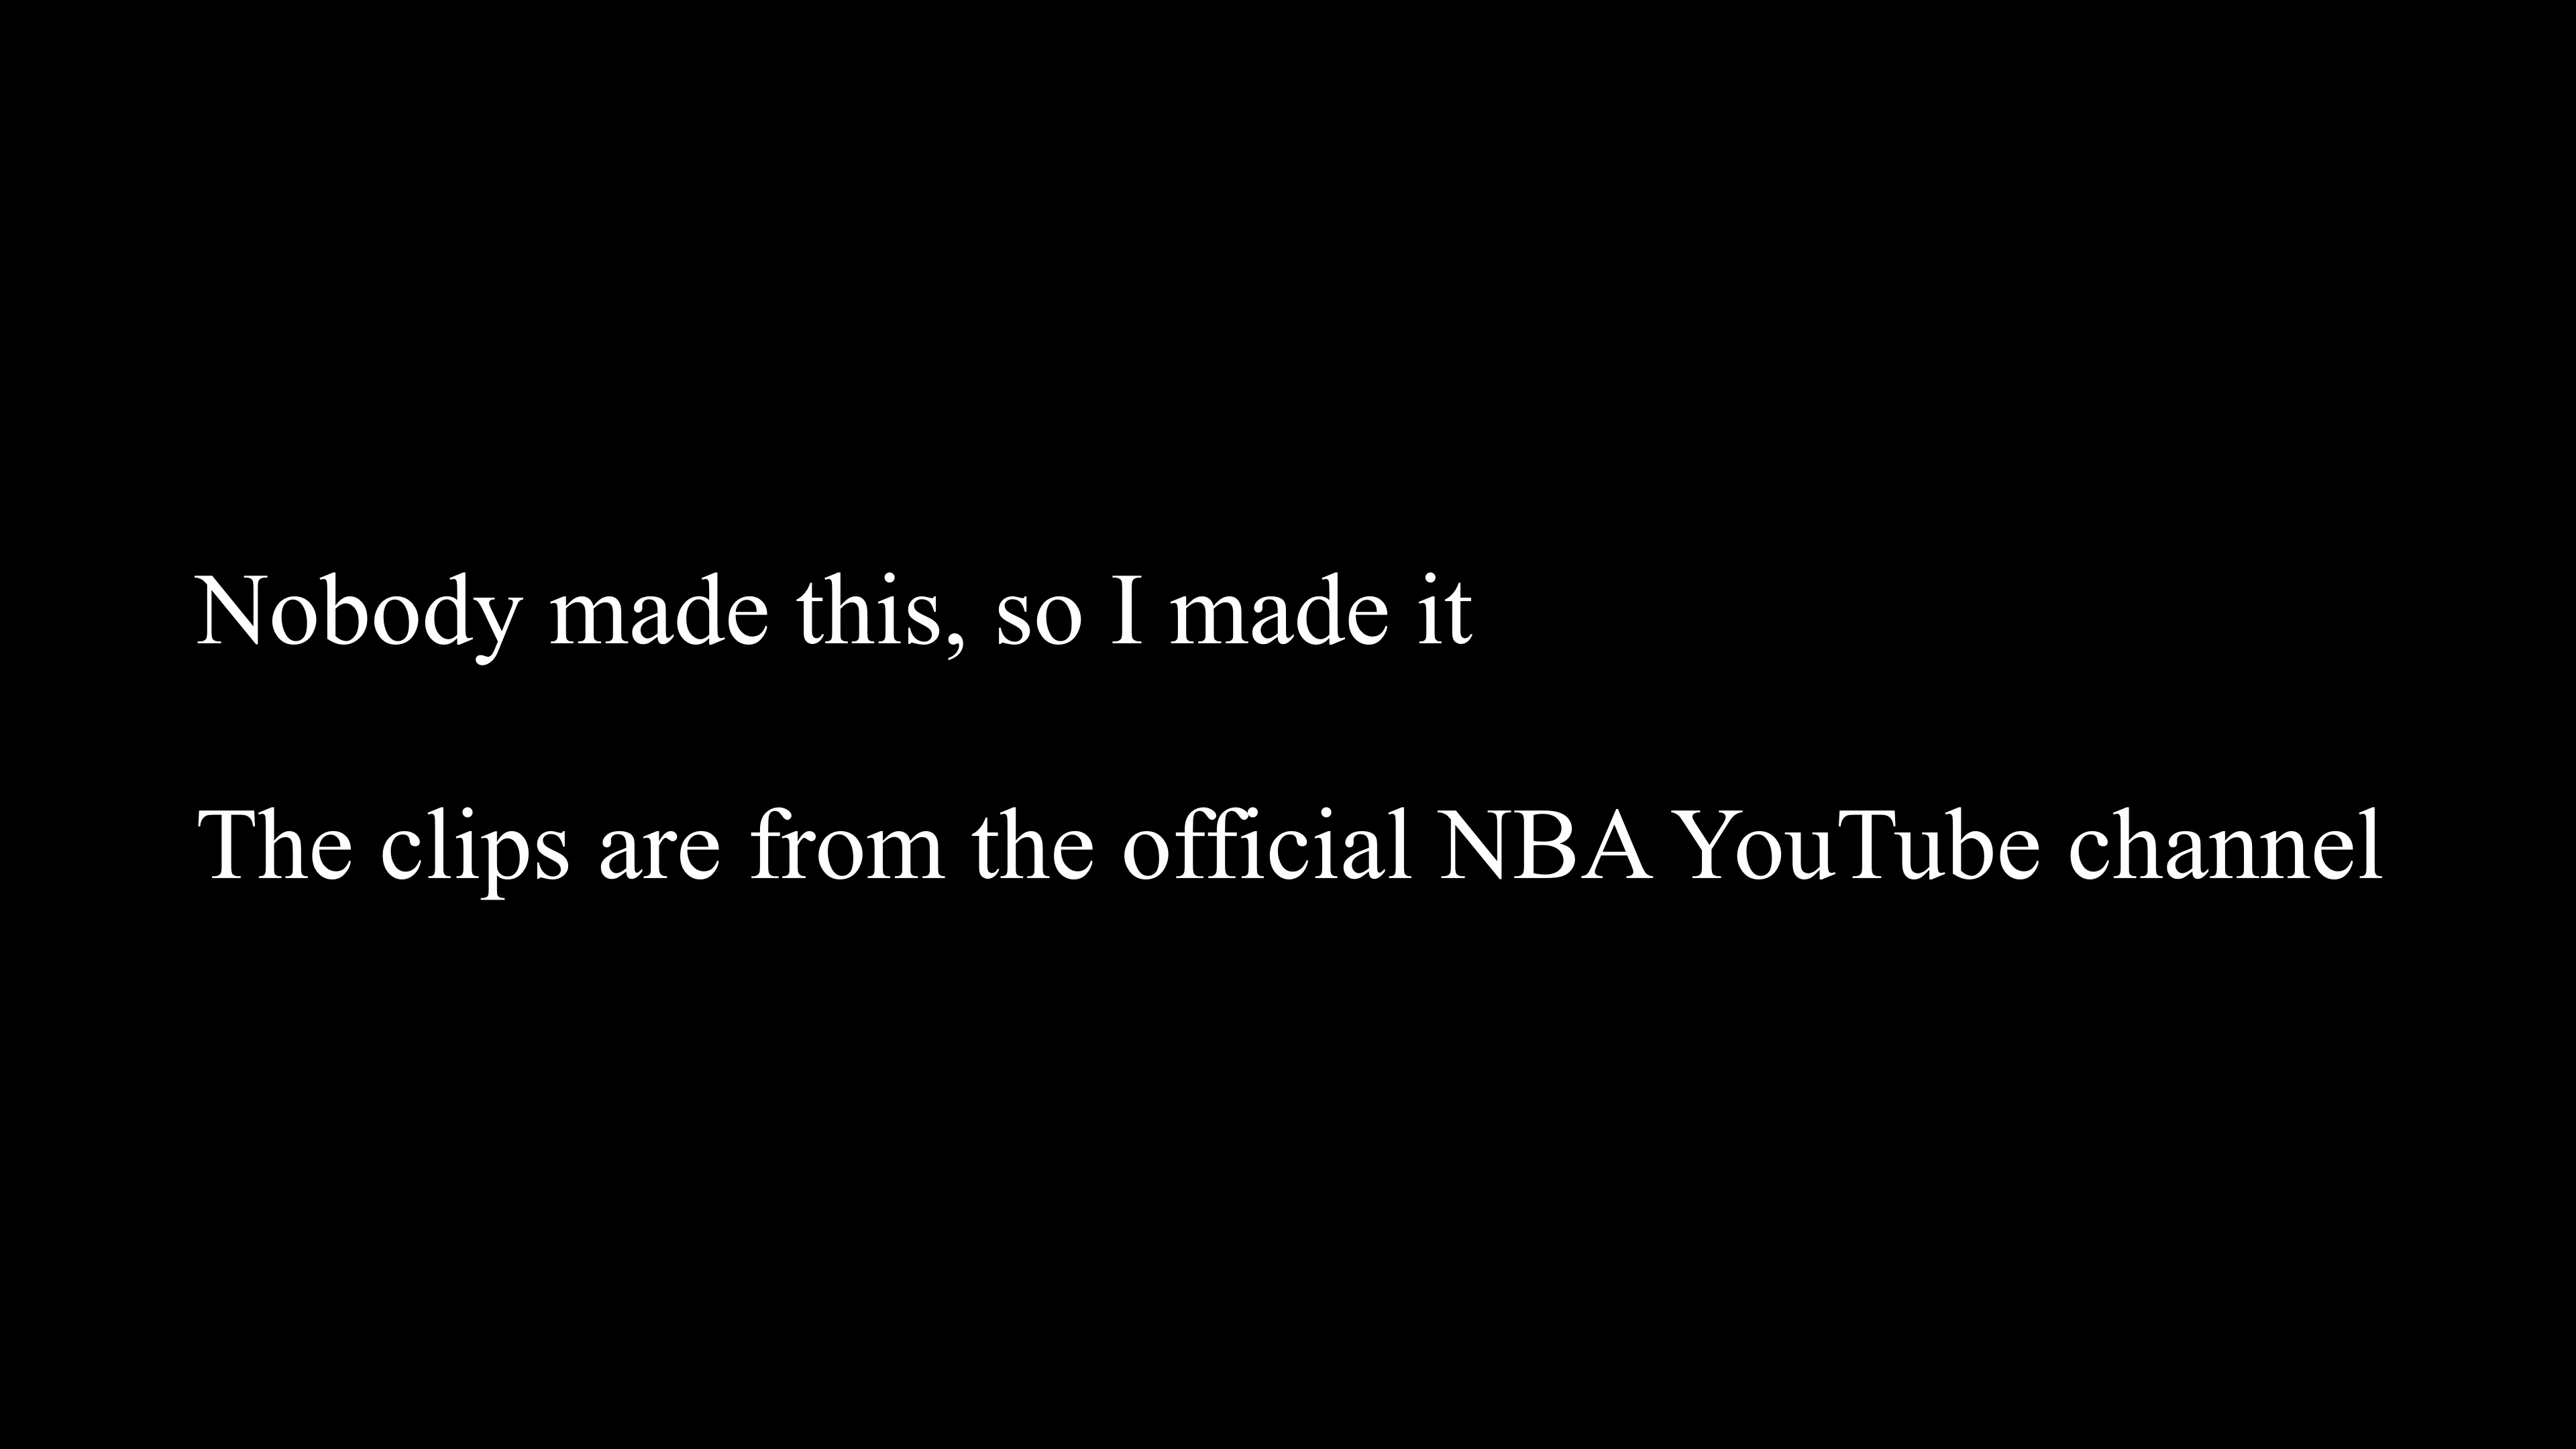 Nobody made this, so I made it
The clips are from the official NBA YouTube channel